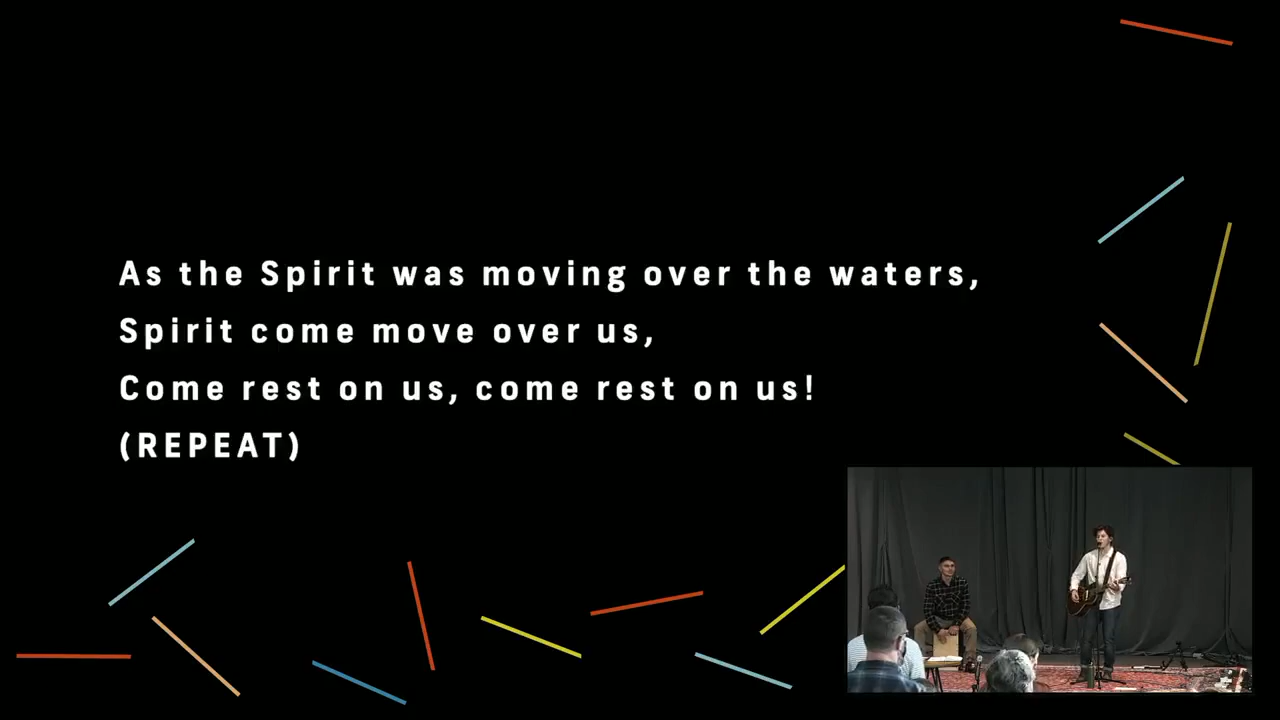 As the Spirit was moving over the waters,
Spirit come move over us,
Come rest on us, come rest on us!
(REPEAT)